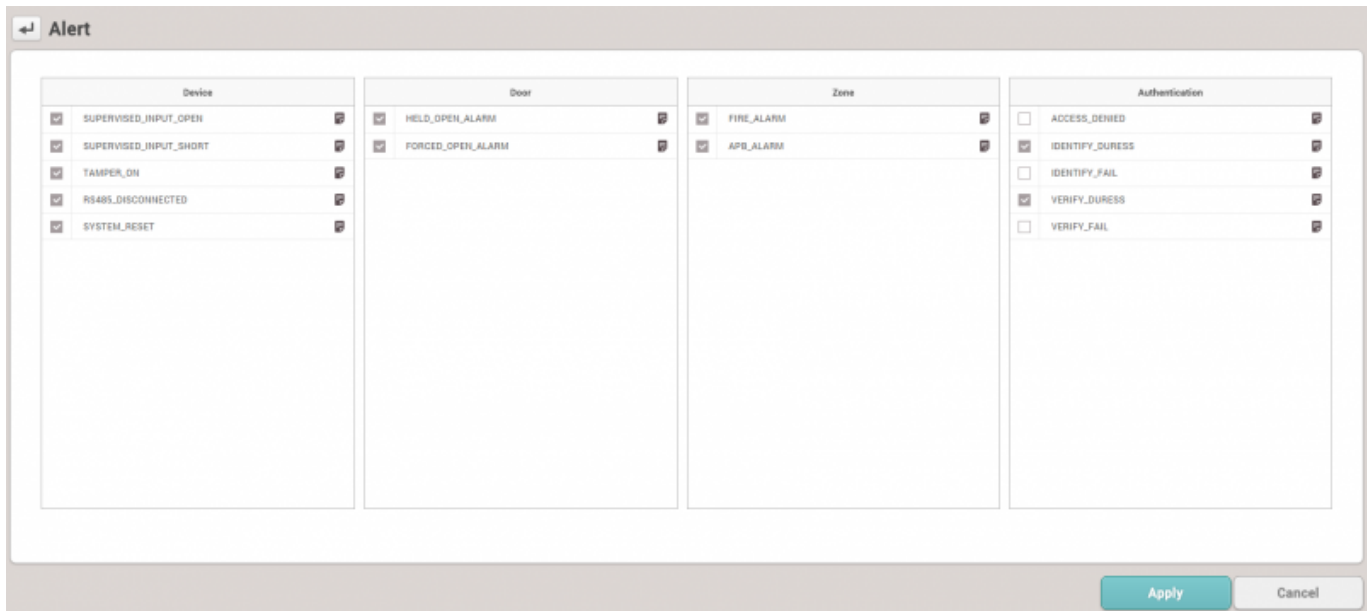 Alert
Device
SUPERVISED_INPUT_OPEN
SUPERVISED_INPUT_SHORT
TAMPER_ON
RS485_DISCONNECTED
SYSTEM_RESET
Door
HELD_OPEN_ALARM
FORCED_OPEN_ALARM
Zone
FIRE_ALARM
APB_ALARM
Authentication
ACCESS_DENIED
IDENTIFY_DURESS
IDENTIFY_FAIL
VERIFY_DURESS
VERIFY_FAIL
Apply
Cancel